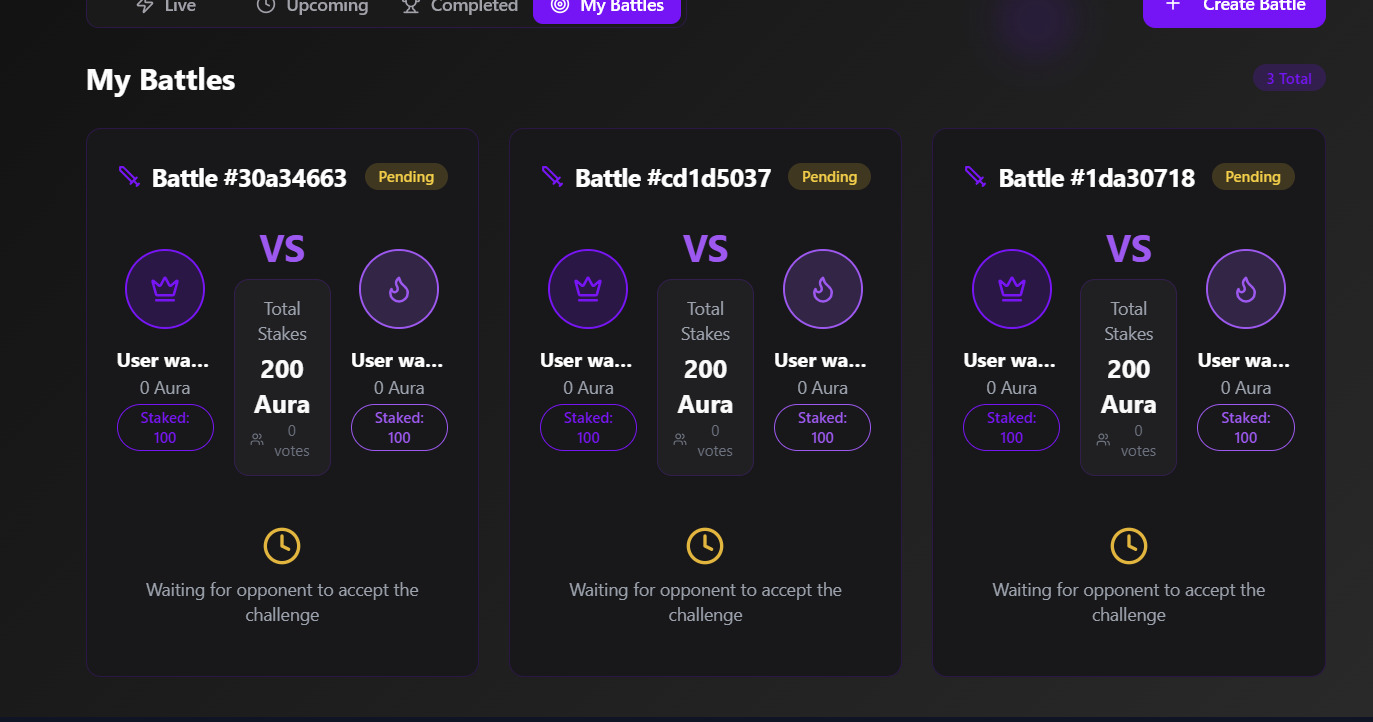 Live
Upcoming
Completed
My Battles
Create Battle
My Battles
3 Total
Battle #30a34663
Pending
VS
Total
Stakes
200
Aura
0
votes
User wa...
0 Aura
Staked:
100
User wa...
0 Aura
Staked:
100
Waiting for opponent to accept the
challenge
Battle #cd1d5037
Pending
VS
Total
Stakes
200
Aura
0
votes
User wa...
0 Aura
Staked:
100
User wa...
0 Aura
Staked:
100
Waiting for opponent to accept the
challenge
Battle #1da30718
Pending
VS
Total
Stakes
200
Aura
0
votes
User wa...
0 Aura
Staked:
100
User wa...
0 Aura
Staked:
100
Waiting for opponent to accept the
challenge